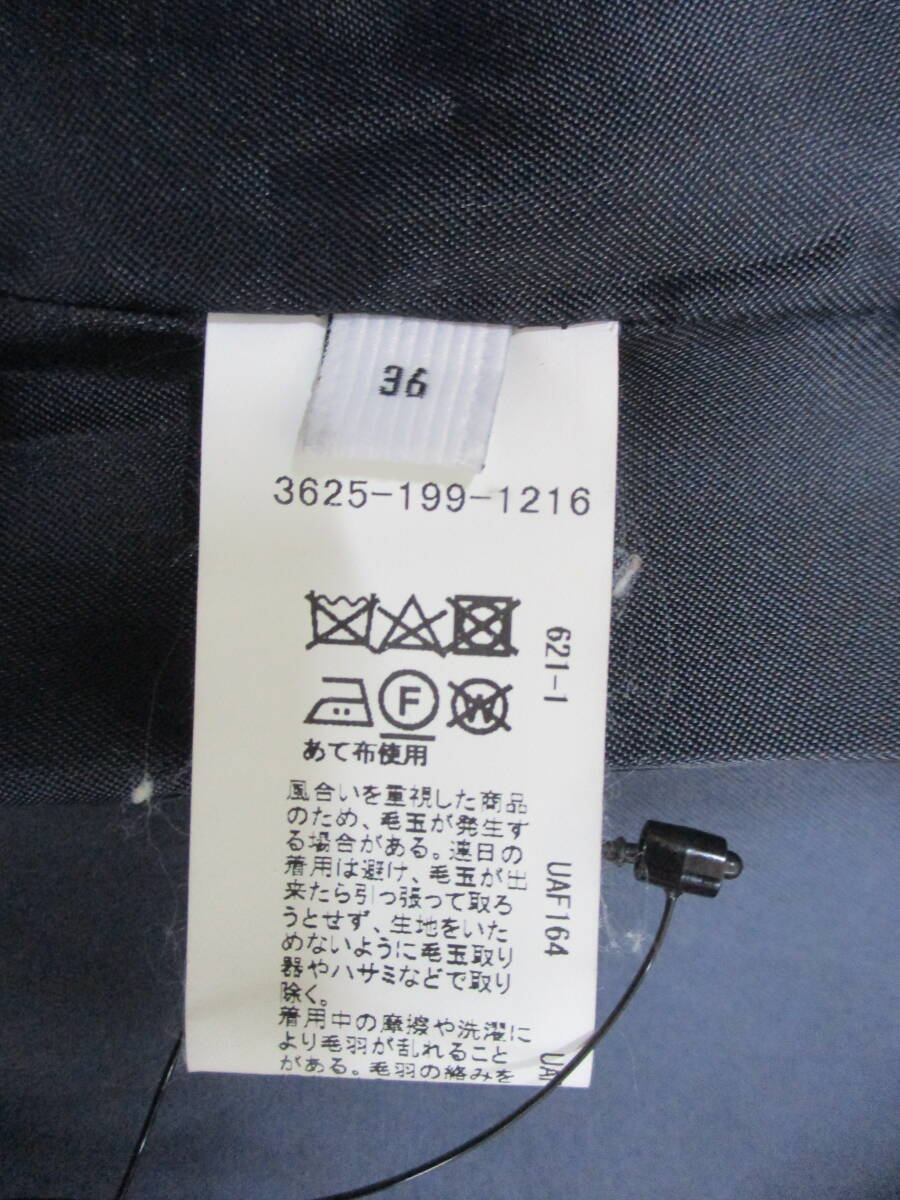 36
3625-199-1216
621-1
F
W
あて布使用
風合いを重視した商品
のため、毛玉が発生す
る場合がある。連日の
着用は避け、毛玉が出
来たら引っ張って取ろ
うとせず、生地をいた
めないように毛玉取り
器やハサミなどで取り
除く。
着用中の摩擦や洗濯に
より毛羽が乱れること
がある。毛羽の絡みを
UAF164